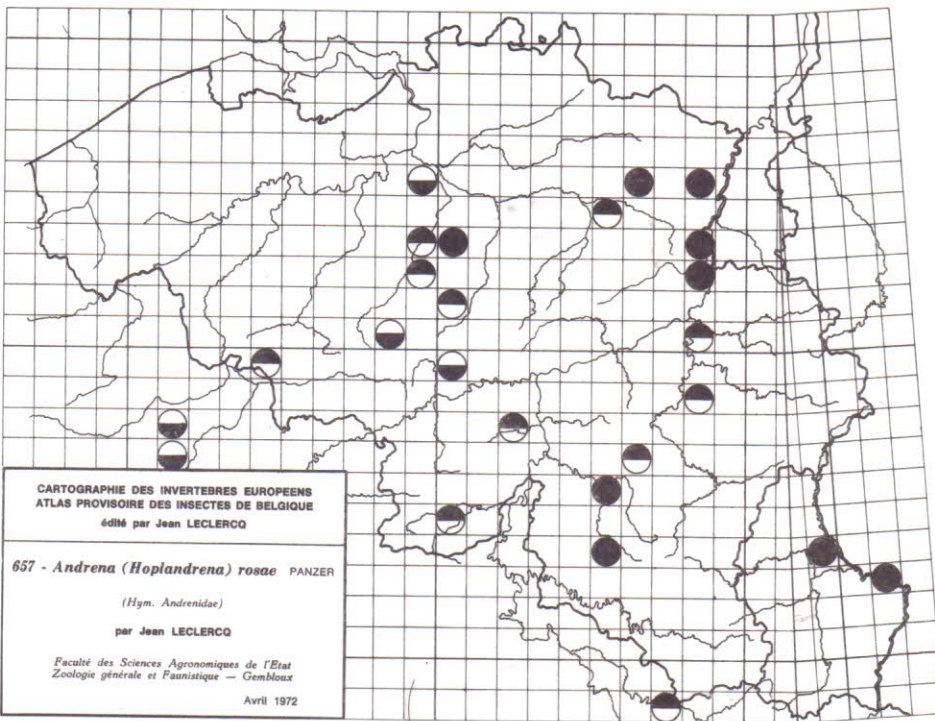 CARTOGRAPHIE DES INVERTEBRES EUROPEENS
ATLAS PROVISOIRE DES INSECTES DE BELGIQUE
édité par Jean LECLERCQ
657 - Andrena (Hoplandrena) rosae PANZER
(Hym. Andrenidae)
par Jean LECLERCQ
Faculté des Sciences Agronomiques de l'Etat
Zoologie générale et Faunistique — Gembloux
Avril 1972